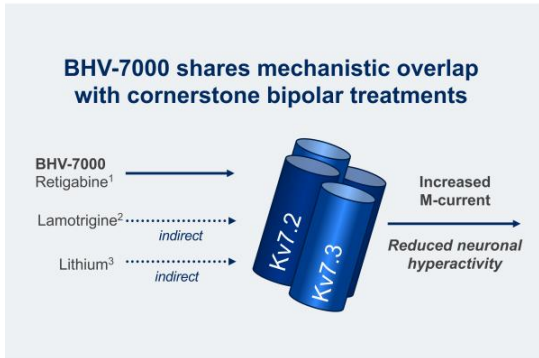 BHV-7000 shares mechanistic overlap
with cornerstone bipolar treatments
BHV-7000
Retigabine¹
Lamotrigine²
indirect
Lithium³
indirect
Kv7.2
Kv7.3
Increased
M-current
Reduced neuronal
hyperactivity